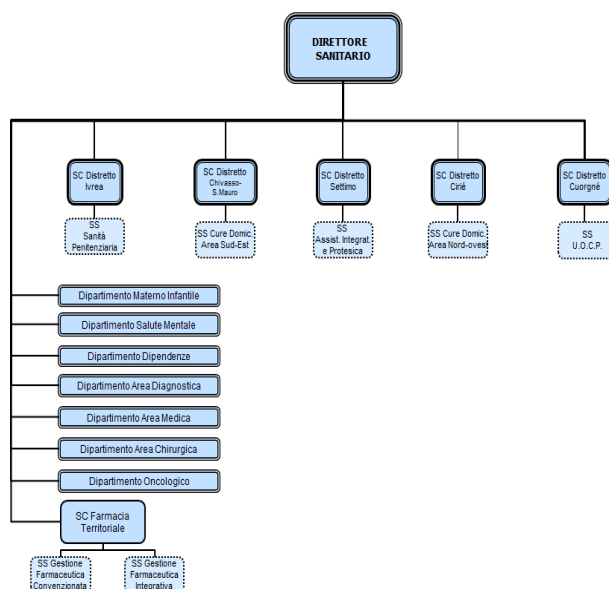 DIRETTORE
SANITARIO
SC Distretto
Ivrea
SC Distretto
Chivasso-
S.Mauro
SC Distretto
Settimo
SC Distretto
Cirié
SC Distretto
Cuorgné
SS
Sanità
Penitenziaria
SS Cure Domic.
Area Sud-Est
SS
Assist. Integrat.
e Protesica
SS Cure Domic.
Area Nord-ovest
SS
U.O.C.P.
Dipartimento Materno Infantile
Dipartimento Salute Mentale
Dipartimento Dipendenze
Dipartimento Area Diagnostica
Dipartimento Area Medica
Dipartimento Area Chirurgica
Dipartimento Oncologico
SC Farmacia
Territoriale
SS Gestione
Farmaceutica
Convenzionata
SS Gestione
Farmaceutica
Integrativa